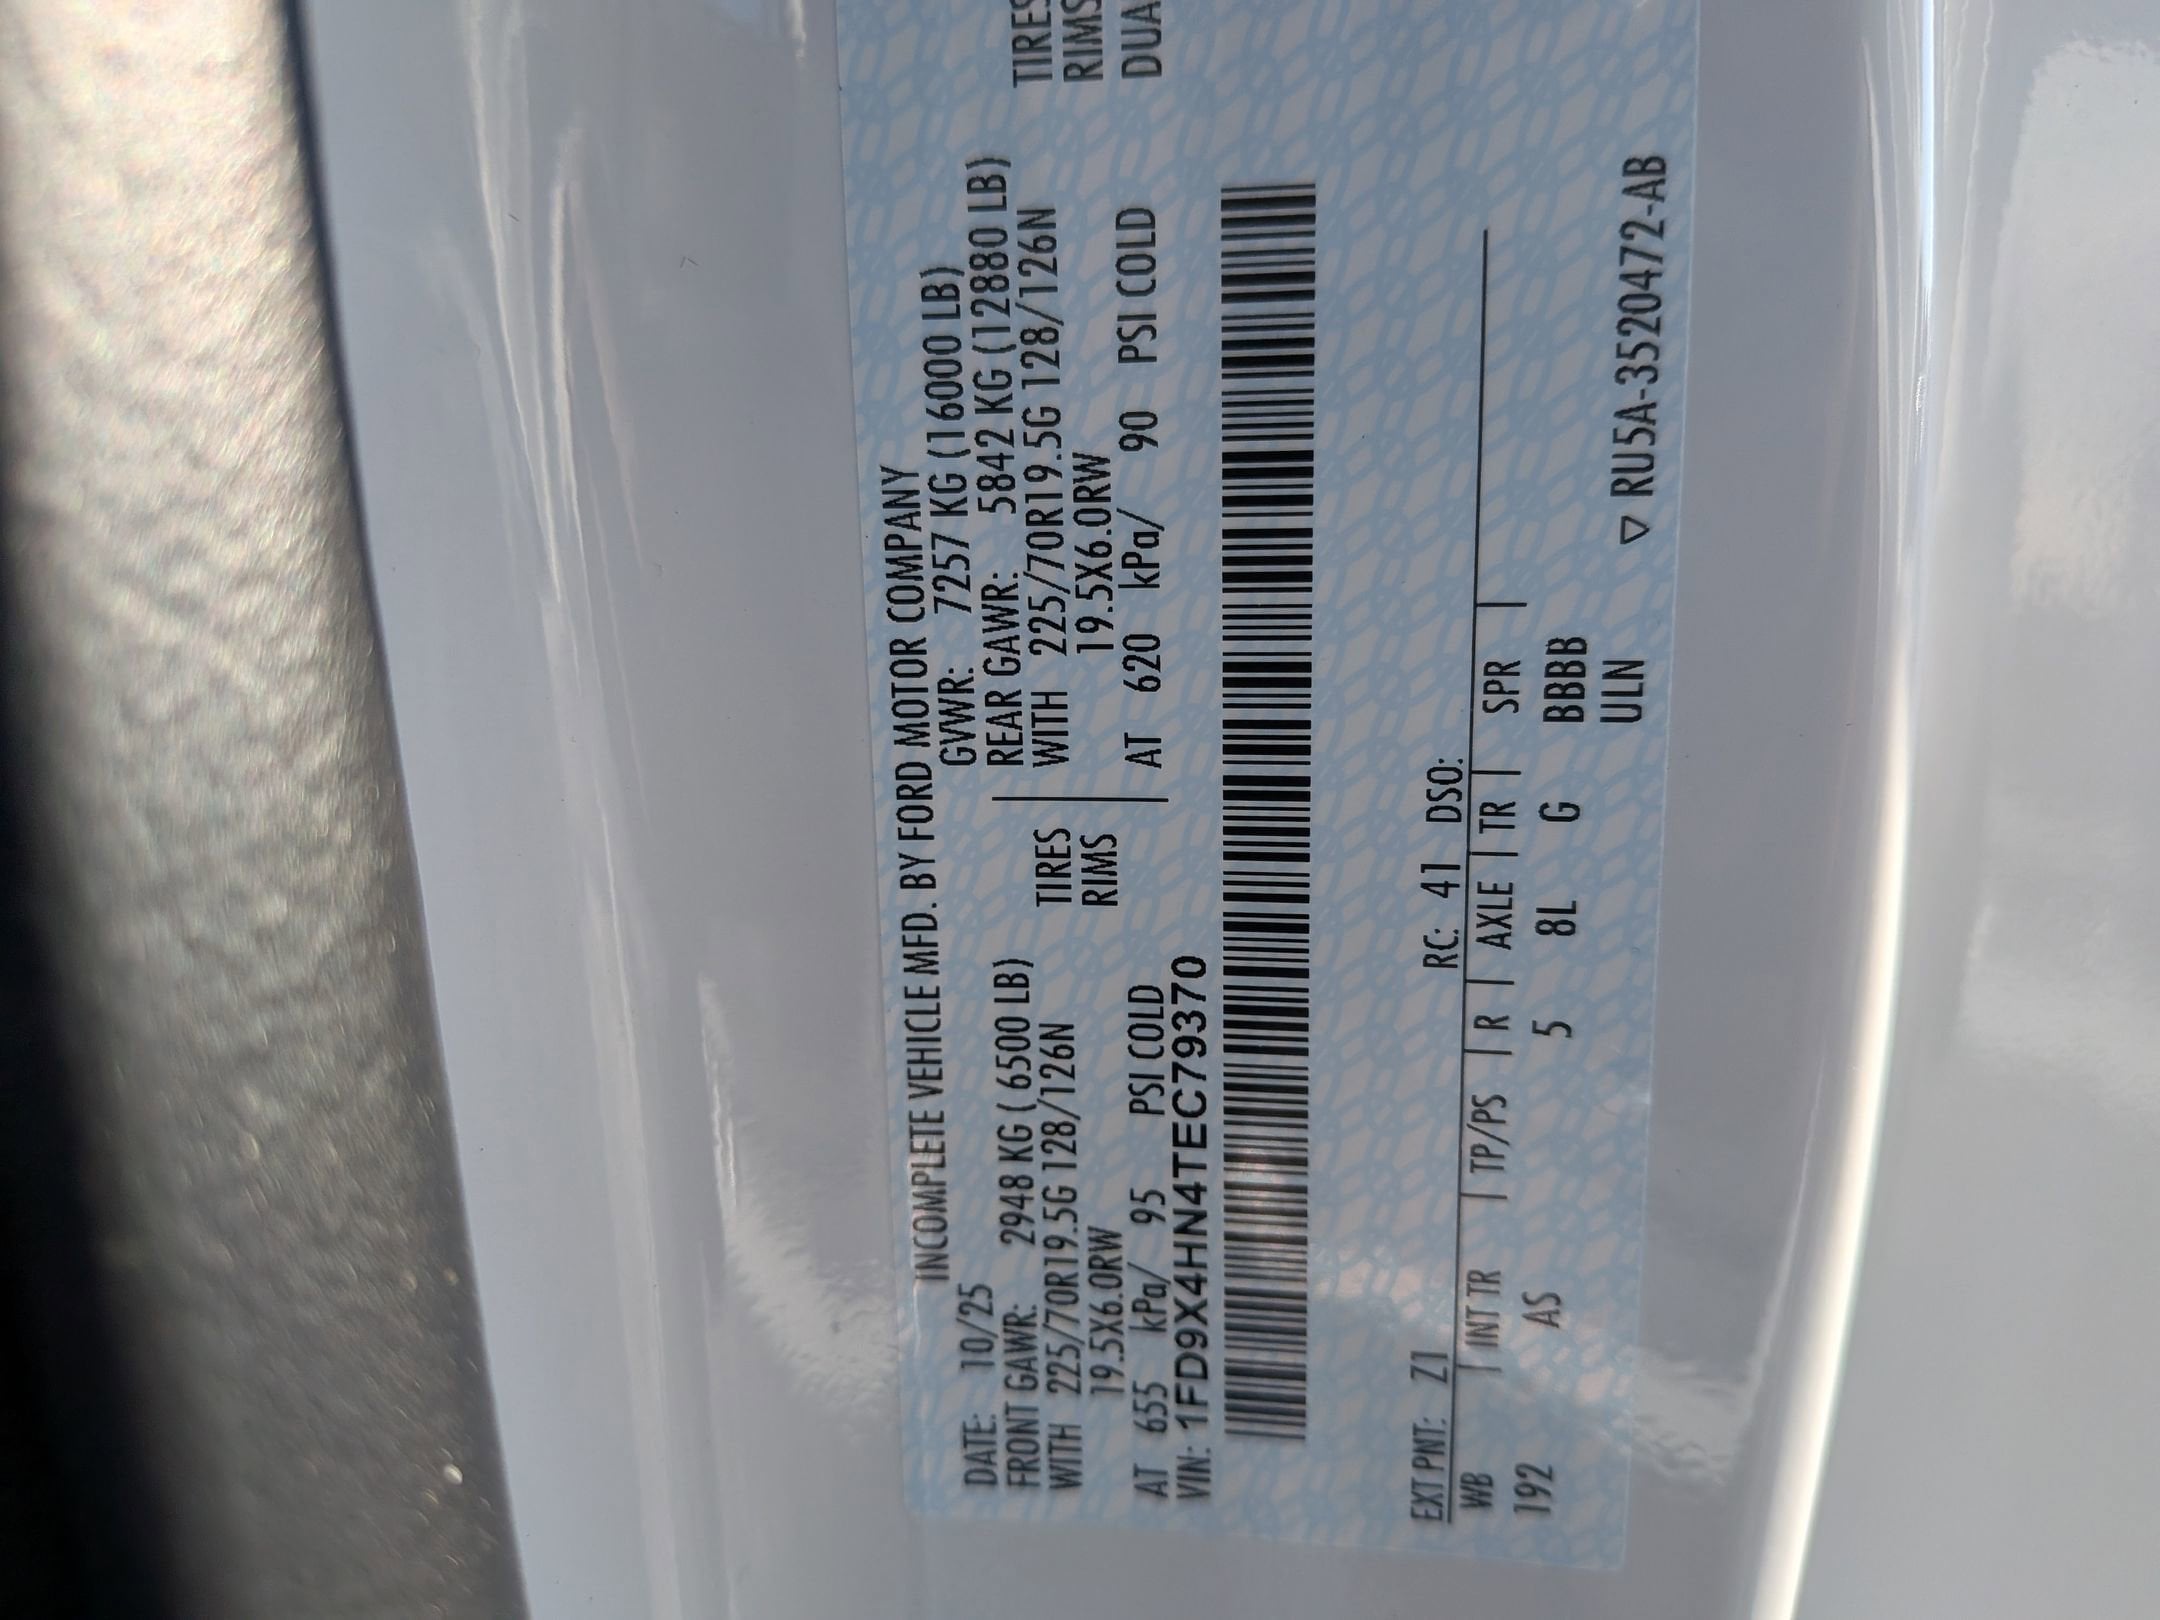 INCOMPLETE VEHICLE MFD. BY FORD MOTOR COMPANY
DATE: 10/25 GVWR: 7257 KG (16000 LB)
FRONT GAWR: 2948 KG ( 6500 LB) REAR GAWR: 5842 KG (12880 LB)
WITH 225/70R19.5G 128/126N TIRES WITH 225/70R19.5G 128/126N TIRES
19.5X6.0RW RIMS 19.5X6.0RW RIMS
AT 655 kPa/ 95 PSI COLD AT 620 kPa/ 90 PSI COLD DUA
VIN: 1FD9X4HN4TEC79370
EXT PNT: Z1 RC: 41 DSO:
WB | INT TR | TP/PS | R | AXLE | TR | SPR |
192 AS 5 8L G BBBB
ULN
▽ RU5A-3520472-AB